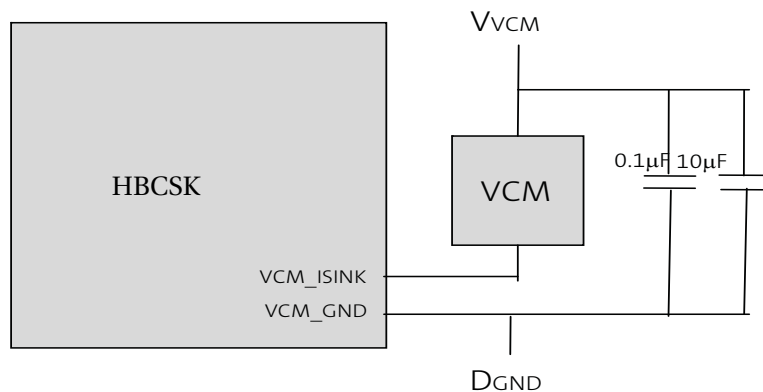 VVCM
0.1μF 10μF
HBCSK
VCM
VCM_ISINK
VCM_GND
DGND